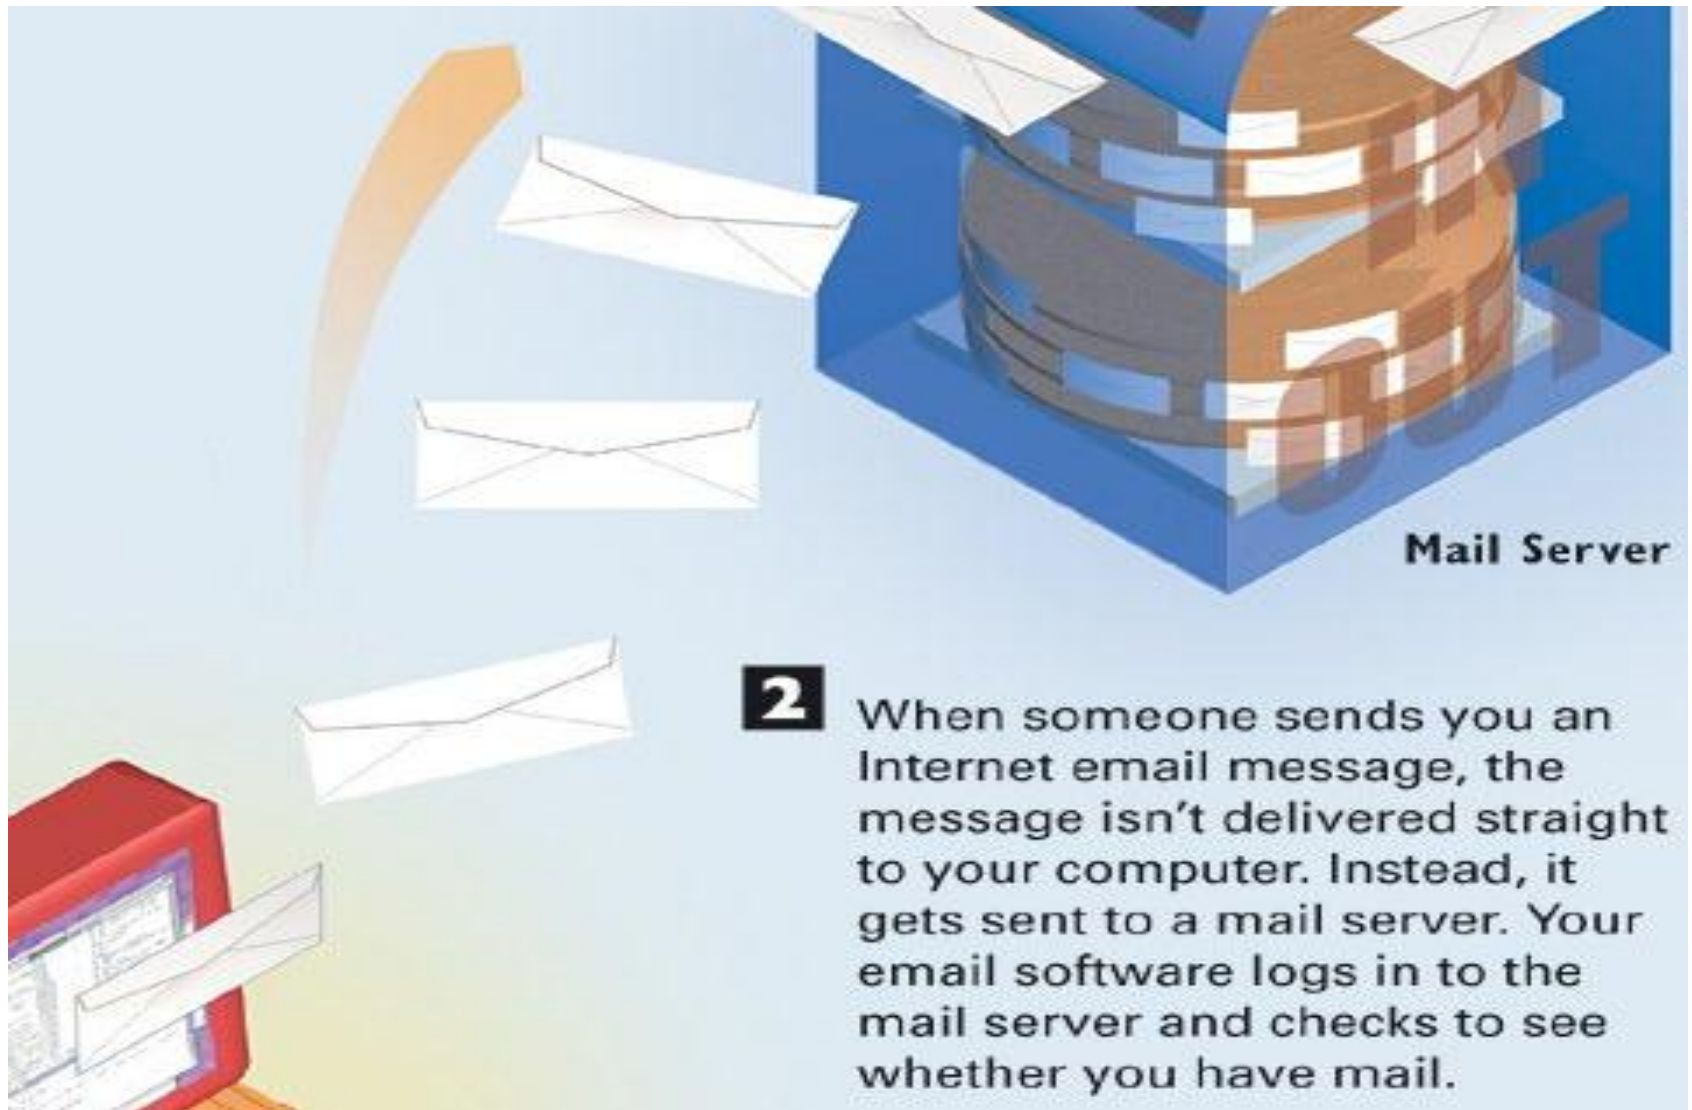 IN
OUT
Mail Server
2
When someone sends you an
Internet email message, the
message isn't delivered straight
to your computer. Instead, it
gets sent to a mail server. Your
email software logs in to the
mail server and checks to see
whether you have mail.